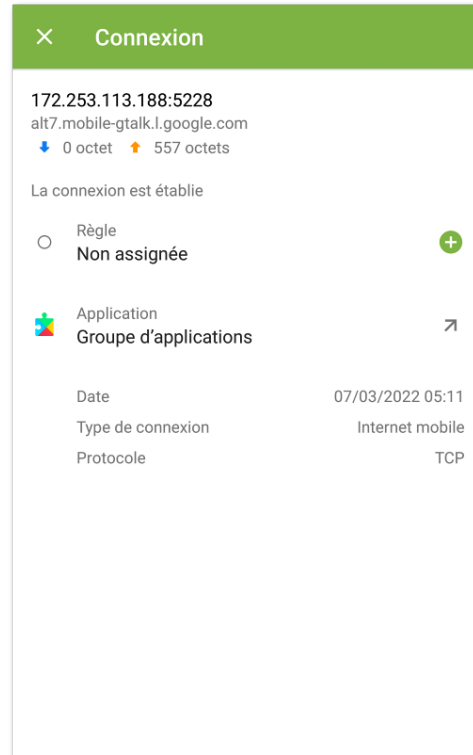 Connexion
172.253.113.188:5228
alt7.mobile-gtalk.l.google.com
0 octet 557 octets
La connexion est établie
Règle
Non assignée
Application
Groupe d’applications
Date 07/03/2022 05:11
Type de connexion Internet mobile
Protocole TCP